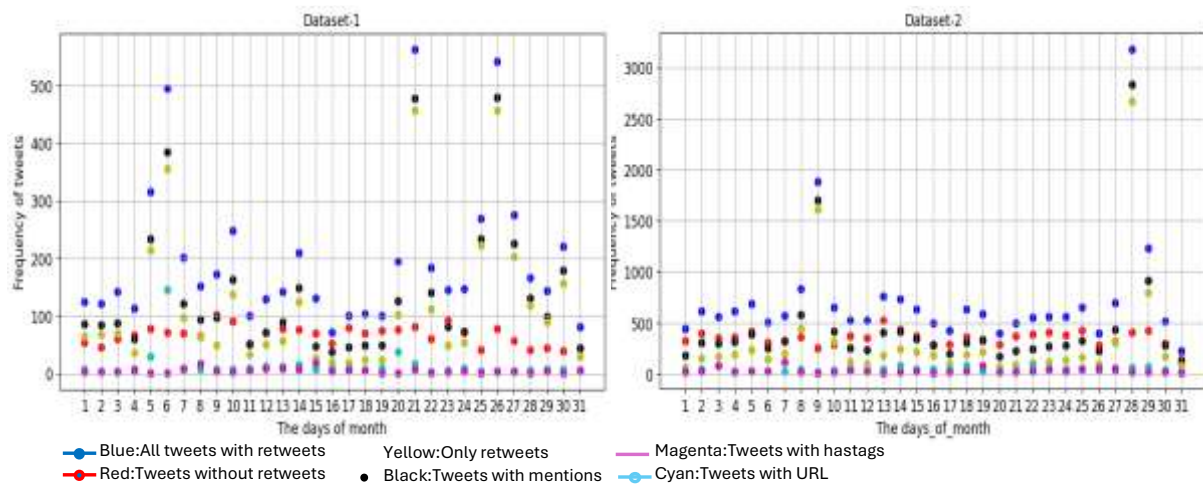 Dataset-1
Dataset-2
Frequency of tweets
500
400
300
200
100
0
1 2 3 4 5 6 7 8 9 10 11 12 13 14 15 16 17 18 19 20 21 22 23 24 25 26 27 28 29 30 31
The days of month
Frequency of tweets
3000
2500
2000
1500
1000
500
0
1 2 3 4 5 6 7 8 9 10 11 12 13 14 15 16 17 18 19 20 21 22 23 24 25 26 27 28 29 30 31
The days_of_month
Blue:All tweets with retweets
Yellow:Only retweets
Magenta:Tweets with hastags
Red:Tweets without retweets
Black:Tweets with mentions
Cyan:Tweets with URL